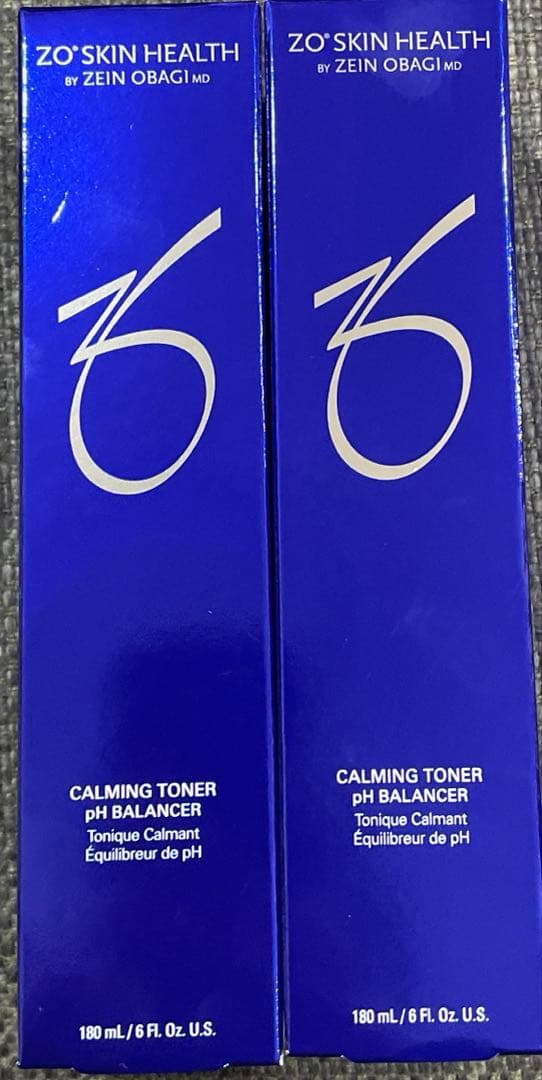 ZO® SKIN HEALTH
BY ZEIN OBAGI MD
CALMING TONER
pH BALANCER
Tonique Calmant
Équilibreur de pH
180 mL / 6 Fl. Oz. U.S.
ZO® SKIN HEALTH
BY ZEIN OBAGI MD
CALMING TONER
pH BALANCER
Tonique Calmant
Équilibreur de pH
180 mL / 6 Fl. Oz. U.S.